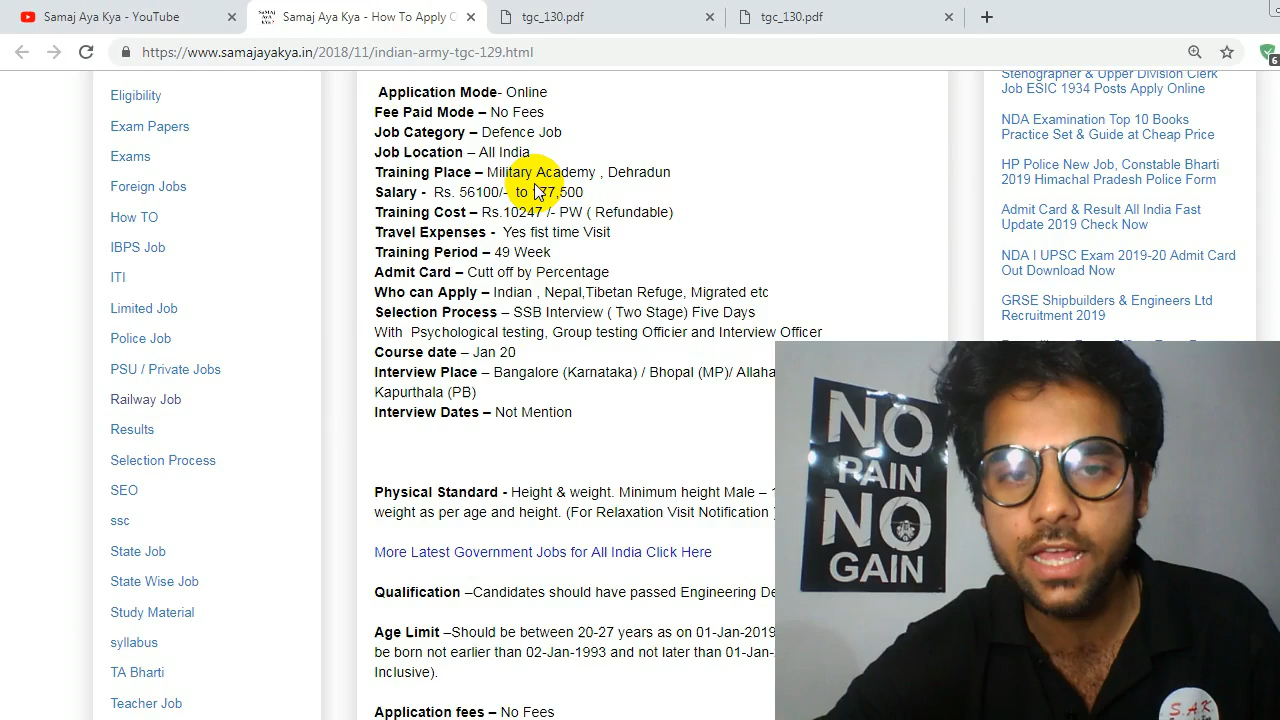 Samaj Aya Kya - YouTube
Samaj Aya Kya - How To Apply
tgc_130.pdf
tgc_130.pdf
https://www.samajayakya.in/2018/11/indian-army-tgc-129.html
6
Eligibility
Exam Papers
Exams
Foreign Jobs
How TO
IBPS Job
ITI
Limited Job
Police Job
PSU / Private Jobs
Railway Job
Results
Selection Process
SEO
ssc
State Job
State Wise Job
Study Material
syllabus
TA Bharti
Teacher Job
Application Mode- Online
Fee Paid Mode – No Fees
Job Category – Defence Job
Job Location – All India
Training Place – Military Academy , Dehradun
Salary - Rs. 56100/- to 77,500
Training Cost – Rs.10247 /- PW ( Refundable)
Travel Expenses - Yes fist time Visit
Training Period – 49 Week
Admit Card – Cutt off by Percentage
Who can Apply – Indian , Nepal,Tibetan Refuge, Migrated etc
Selection Process – SSB Interview ( Two Stage) Five Days
With Psychological testing, Group testing Officier and Interview Officer
Course date – Jan 20
Interview Place – Bangalore (Karnataka) / Bhopal (MP)/ Allaha
Kapurthala (PB)
Interview Dates – Not Mention
Physical Standard - Height & weight. Minimum height Male –
weight as per age and height. (For Relaxation Visit Notification
More Latest Government Jobs for All India Click Here
Qualification –Candidates should have passed Engineering De
Age Limit –Should be between 20-27 years as on 01-Jan-2019
be born not earlier than 02-Jan-1993 and not later than 01-Jan-
Inclusive).
Application fees – No Fees
Stenographer & Upper Division Clerk
Job ESIC 1934 Posts Apply Online
NDA Examination Top 10 Books
Practice Set & Guide at Cheap Price
HP Police New Job, Constable Bharti
2019 Himachal Pradesh Police Form
Admit Card & Result All India Fast
Update 2019 Check Now
NDA I UPSC Exam 2019-20 Admit Card
Out Download Now
GRSE Shipbuilders & Engineers Ltd
Recruitment 2019
NO
PAIN
NO
GAIN
S.A.K